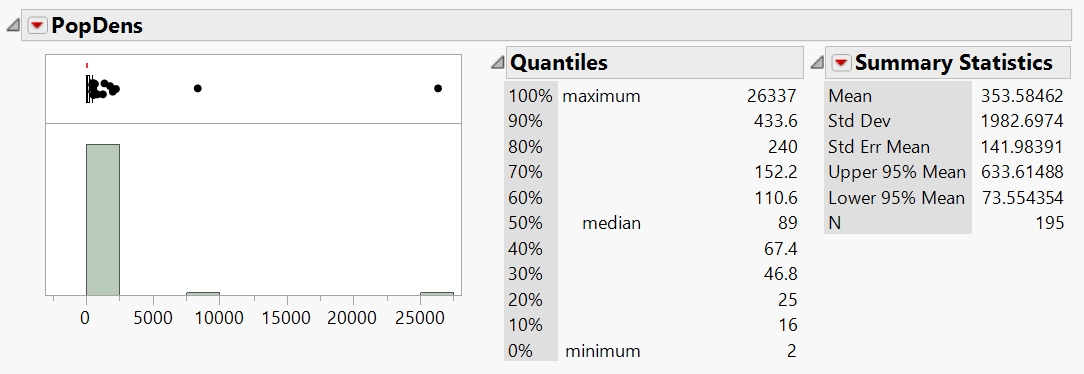 PopDens
0 5000 10000 15000 20000 25000
Quantiles
100% maximum 26337
90% 433.6
80% 240
70% 152.2
60% 110.6
50% median 89
40% 67.4
30% 46.8
20% 25
10% 16
0% minimum 2
Summary Statistics
Mean 353.58462
Std Dev 1982.6974
Std Err Mean 141.98391
Upper 95% Mean 633.61488
Lower 95% Mean 73.554354
N 195